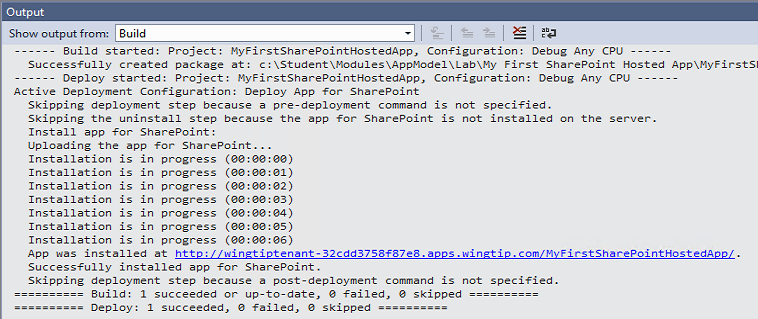 Output
Show output from: Build
------ Build started: Project: MyFirstSharePointHostedApp, Configuration: Debug Any CPU ------
Successfully created package at: c:\Student\Modules\AppModel\Lab\My First SharePoint Hosted App\MyFirstS
------ Deploy started: Project: MyFirstSharePointHostedApp, Configuration: Debug Any CPU ------
Active Deployment Configuration: Deploy App for SharePoint
Skipping deployment step because a pre-deployment command is not specified.
Skipping the uninstall step because the app for SharePoint is not installed on the server.
Install app for SharePoint:
Uploading the app for SharePoint...
Installation is in progress (00:00:00)
Installation is in progress (00:00:01)
Installation is in progress (00:00:02)
Installation is in progress (00:00:03)
Installation is in progress (00:00:04)
Installation is in progress (00:00:05)
Installation is in progress (00:00:06)
App was installed at http://wingtiptenant-32cdd3758f87e8.apps.wingtip.com/MyFirstSharePointHostedApp/.
Successfully installed app for SharePoint.
Skipping deployment step because a post-deployment command is not specified.
========== Build: 1 succeeded or up-to-date, 0 failed, 0 skipped ==========
========== Deploy: 1 succeeded, 0 failed, 0 skipped ==========